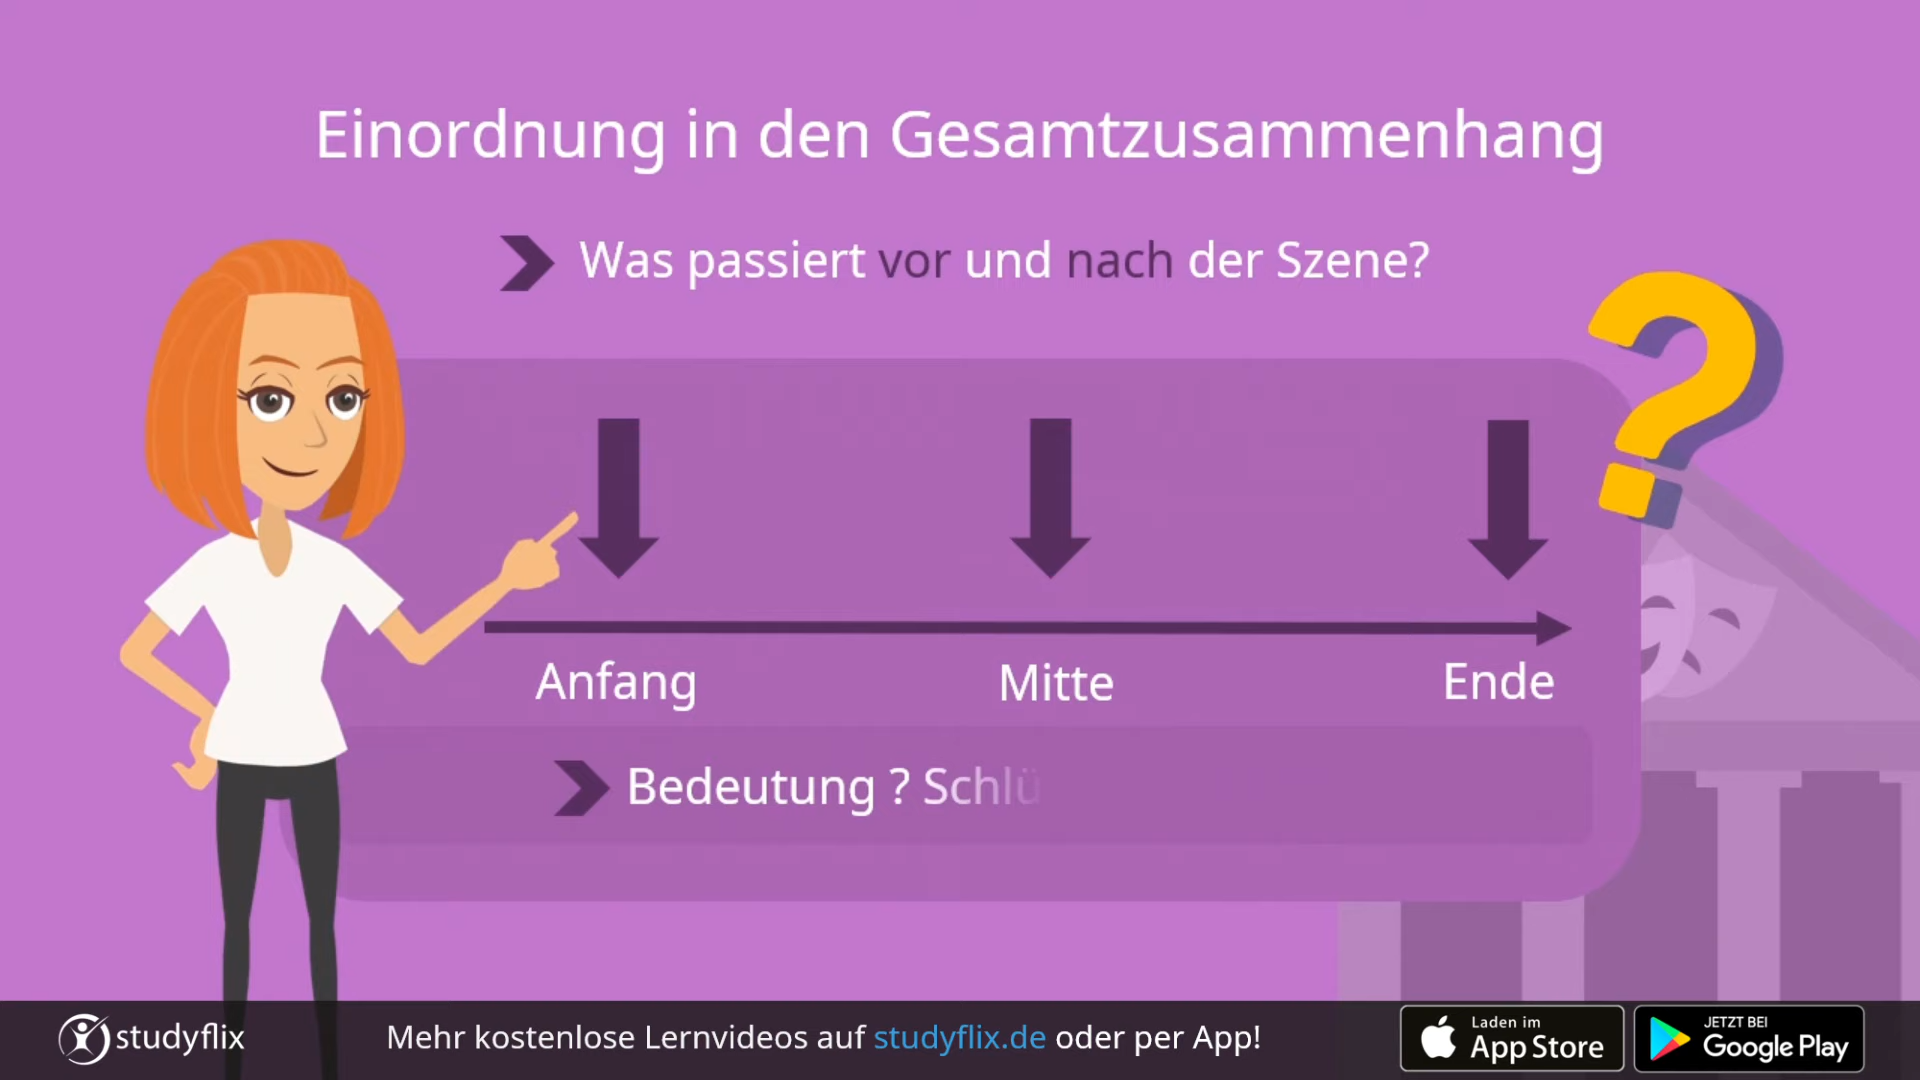 Einordnung in den Gesamtzusammenhang
Was passiert vor und nach der Szene?
Anfang
Mitte
Ende
Bedeutung ? Schlü
studyflix
Mehr kostenlose Lernvideos auf studyflix.de oder per App!
Laden im
App Store
JETZT BEI
Google Play